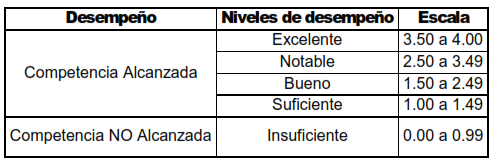 Desempeño Niveles de desempeño Escala
Competencia Alcanzada Excelente 3.50 a 4.00
Notable 2.50 a 3.49
Bueno 1.50 a 2.49
Suficiente 1.00 a 1.49
Competencia NO Alcanzada Insuficiente 0.00 a 0.99